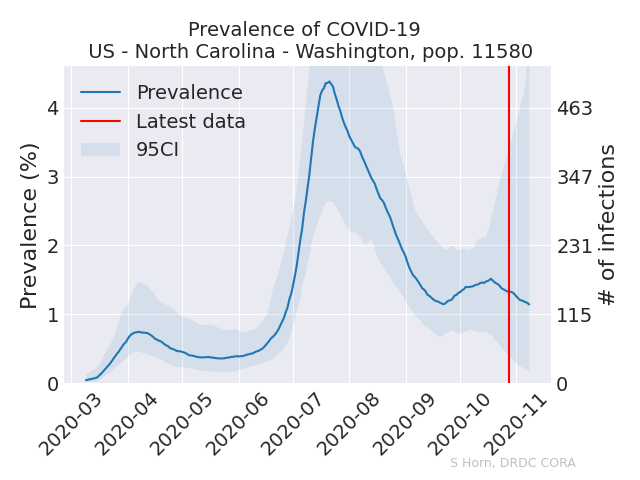 Prevalence of COVID-19
US - North Carolina - Washington, pop. 11580
Prevalence
Latest data
95CI
Prevalence (%)
4
3
2
1
0
463
347
231
115
0
# of infections
2020-03
2020-04
2020-05
2020-06
2020-07
2020-08
2020-09
2020-10
2020-11
S Horn, DRDC CORA